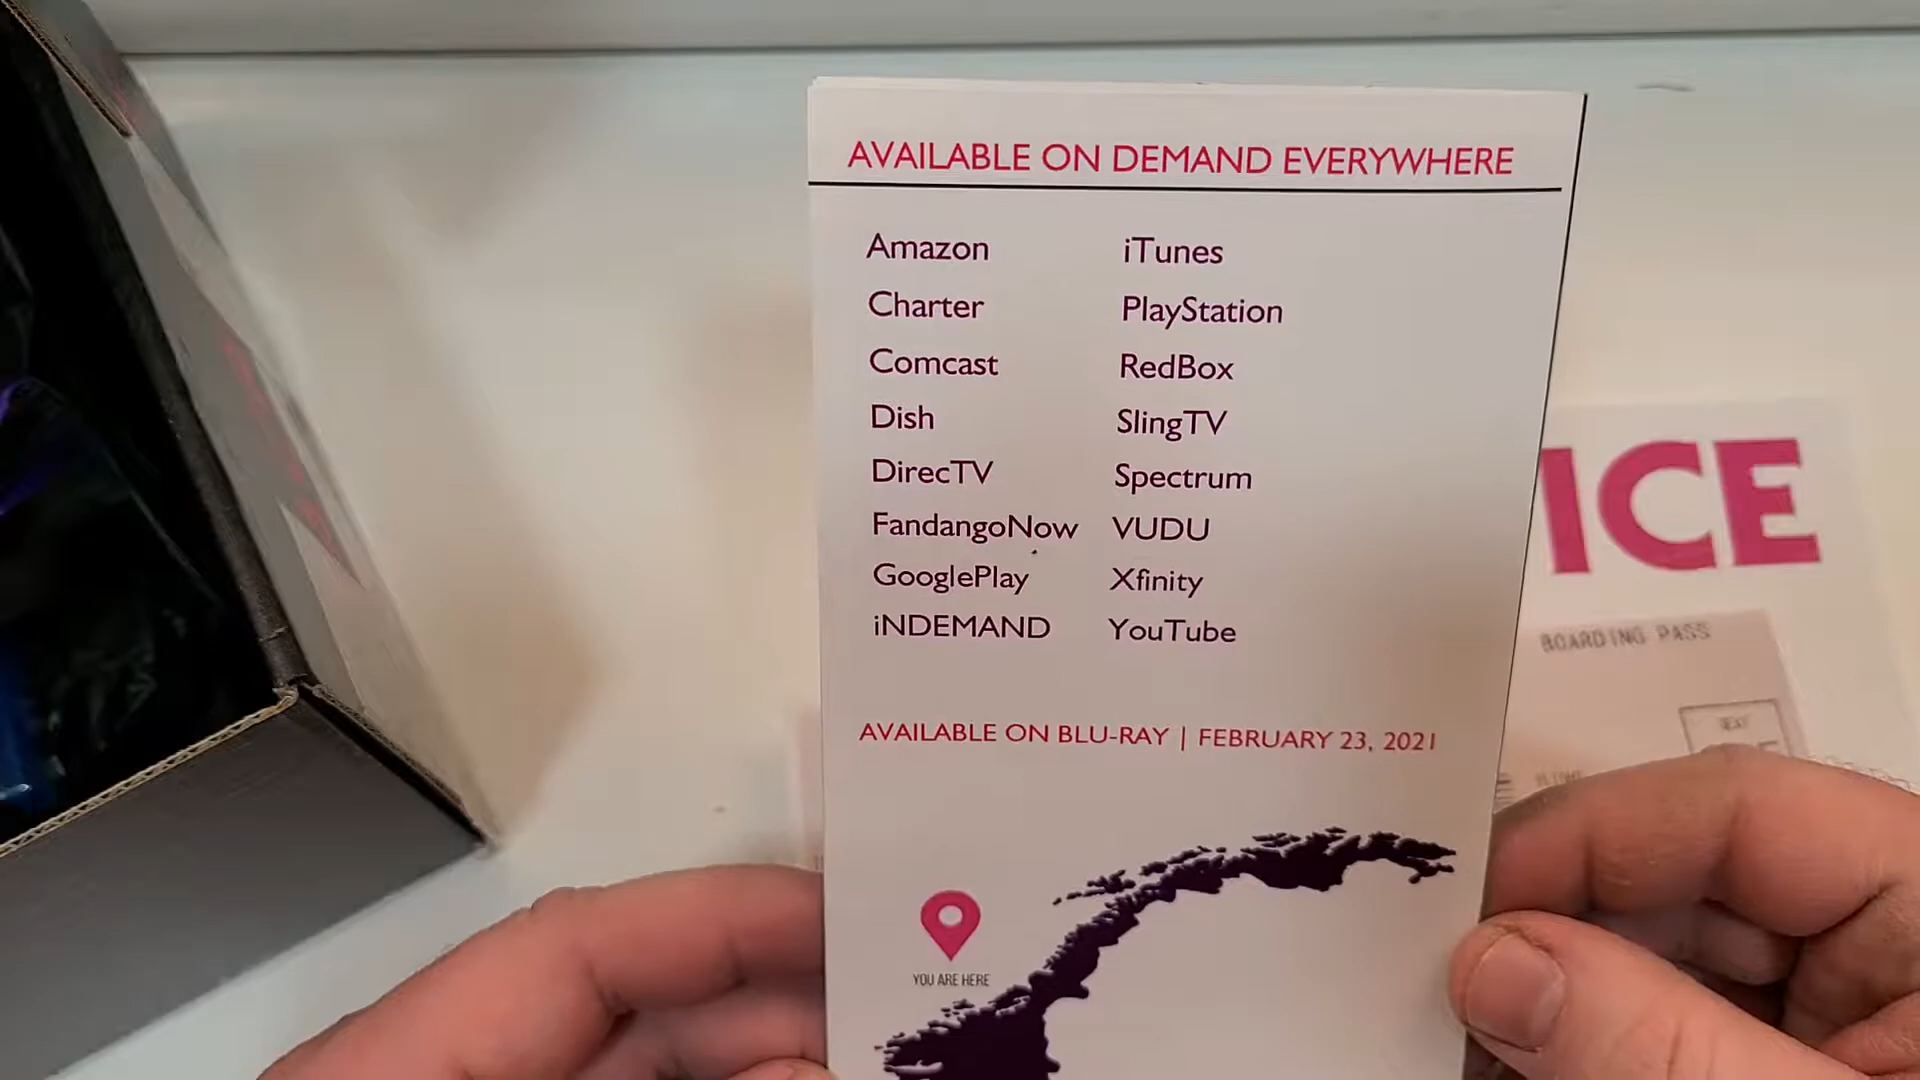 AVAILABLE ON DEMAND EVERYWHERE
Amazon
Charter
Comcast
Dish
DirecTV
FandangoNow
GooglePlay
iNDEMAND
iTunes
PlayStation
RedBox
SlingTV
Spectrum
VUDU
Xfinity
YouTube
AVAILABLE ON BLU-RAY | FEBRUARY 23, 2021
YOU ARE HERE
ICE
BOARDING PASS